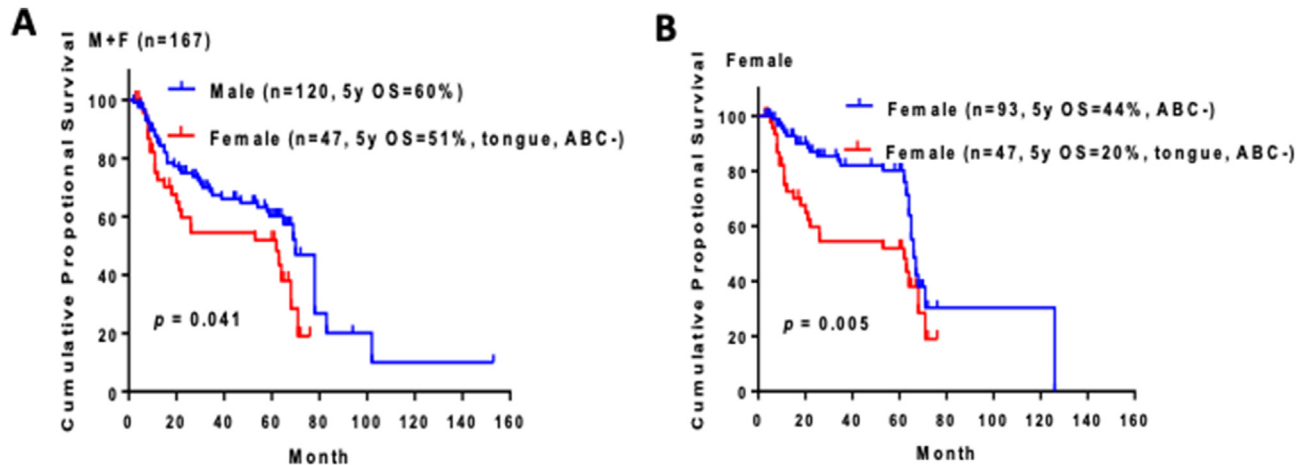 A
M+F (n=167)
Cumulative Propotional Survival
Male (n=120, 5y OS=60%)
Female (n=47, 5y OS=51%, tongue, ABC-)
100
80
60
40
20
0
p = 0.041
0 20 40 60 80 100 120 140 160
Month
B
Female
Cumulative Propotional Survival
Female (n=93, 5y OS=44%, ABC-)
Female (n=47, 5y OS=20%, tongue, ABC-)
100
80
60
40
20
0
p = 0.005
0 20 40 60 80 100 120 140 160
Month